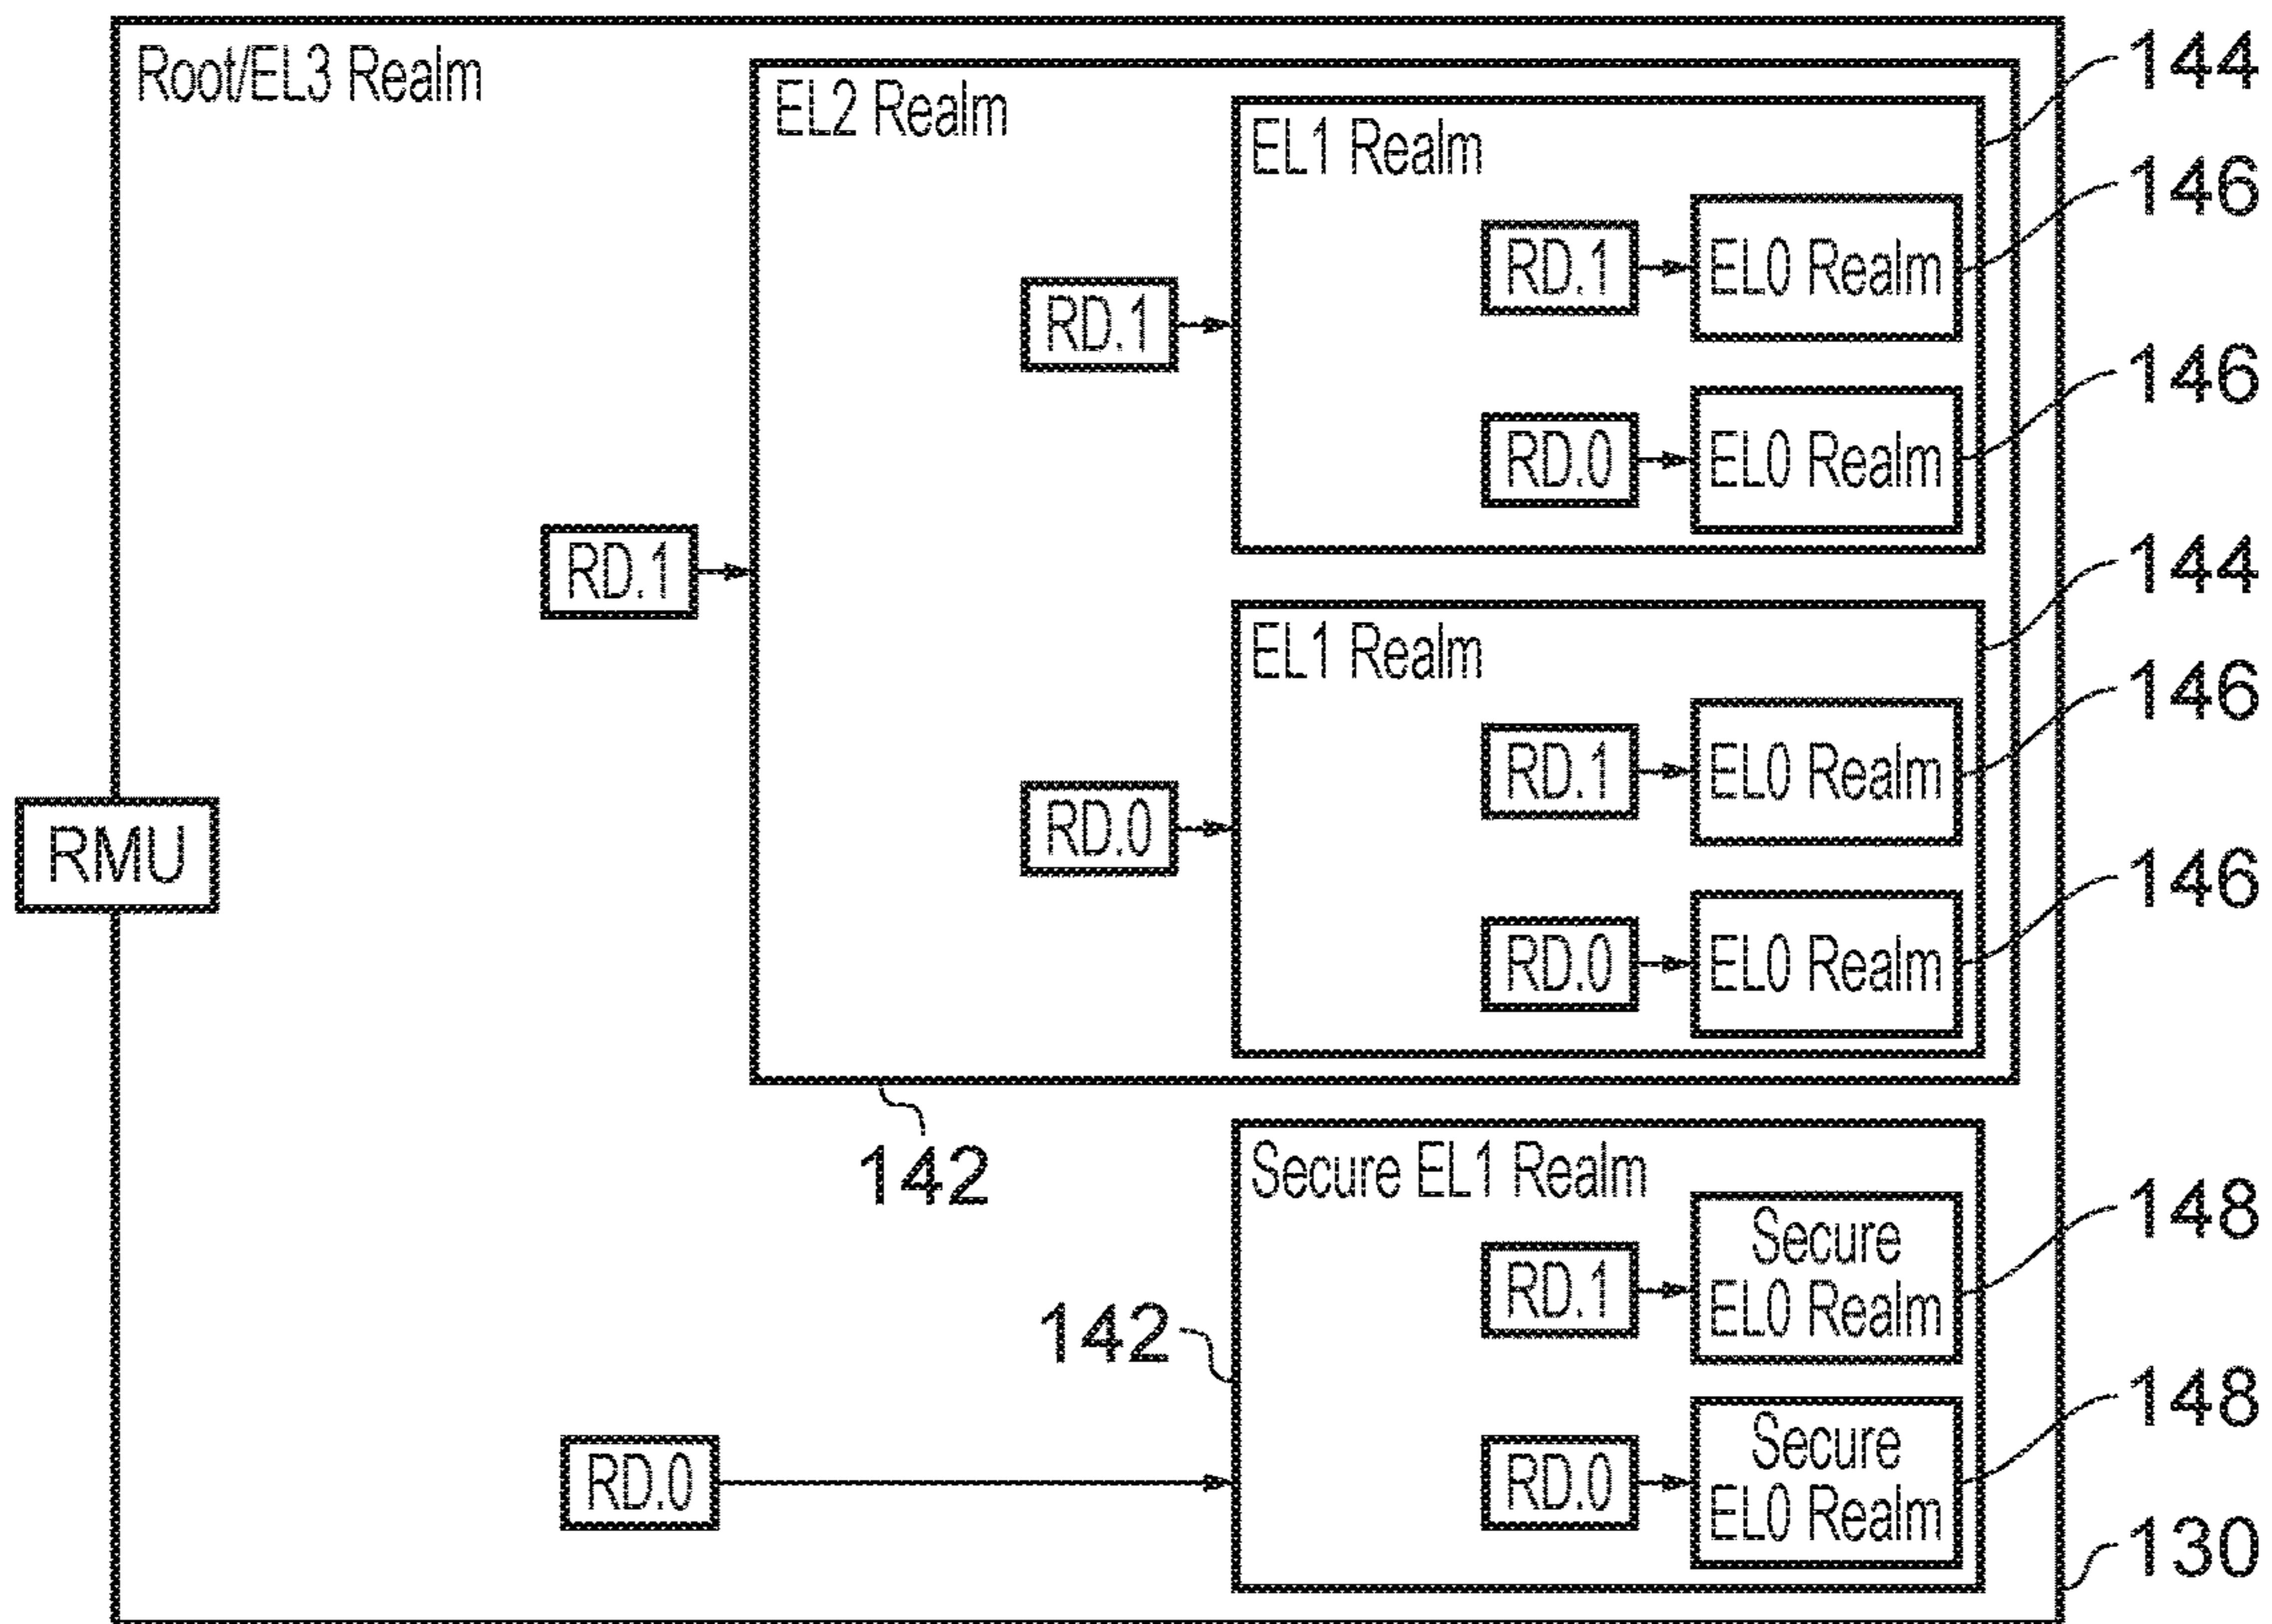 Root/EL3 Realm
EL2 Realm
EL1 Realm
144
RD.1
EL0 Realm
146
RD.1
RD.0
EL0 Realm
146
RD.1
EL1 Realm
144
RD.1
EL0 Realm
146
RD.0
RMU
RD.0
EL0 Realm
146
142
Secure EL1 Realm
RD.1
Secure
EL0 Realm
148
142
RD.0
RD.0
Secure
EL0 Realm
148
130